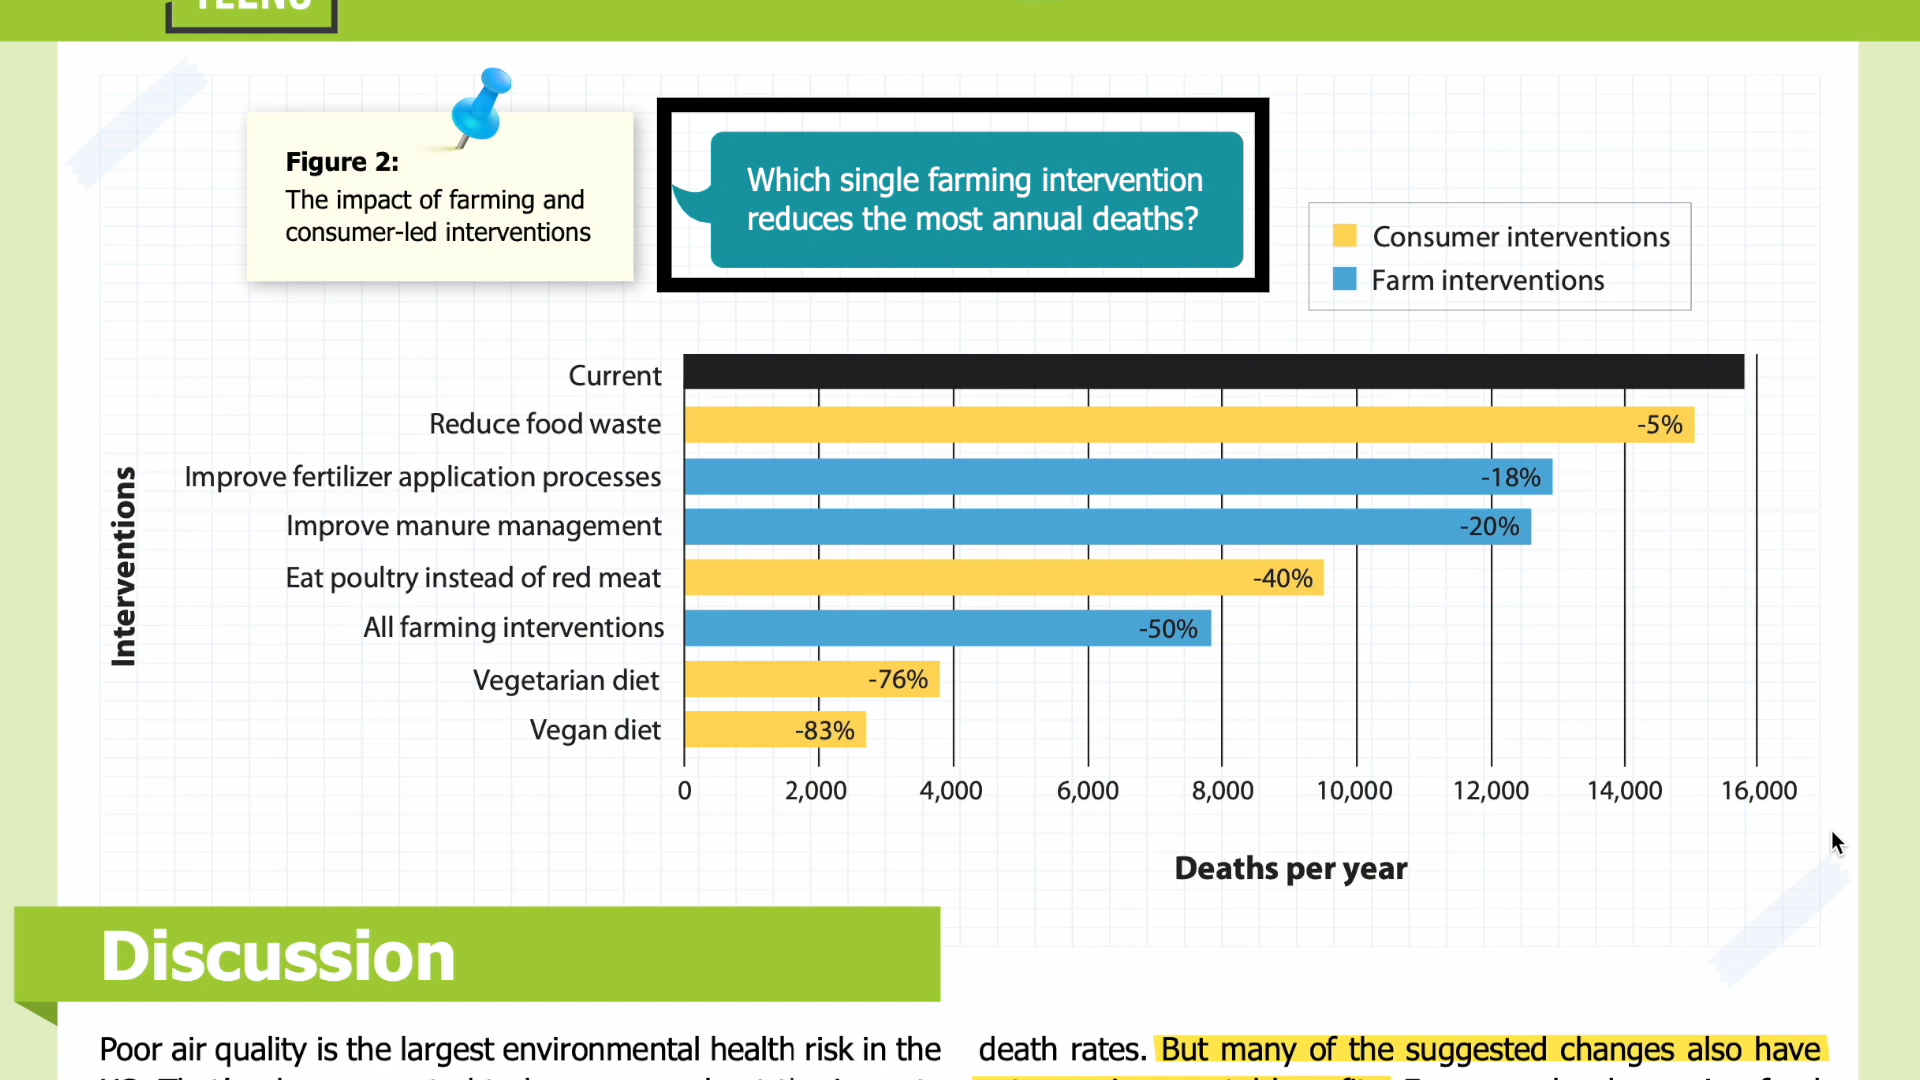 TEENS
Figure 2:
The impact of farming and
consumer-led interventions
Which single farming intervention
reduces the most annual deaths?
Consumer interventions
Farm interventions
Interventions
Current
Reduce food waste
-5%
Improve fertilizer application processes
-18%
Improve manure management
-20%
Eat poultry instead of red meat
-40%
All farming interventions
-50%
Vegetarian diet
-76%
Vegan diet
-83%
0
2,000
4,000
6,000
8,000
10,000
12,000
14,000
16,000
Deaths per year
Discussion
Poor air quality is the largest environmental health risk in the
death rates. But many of the suggested changes also have